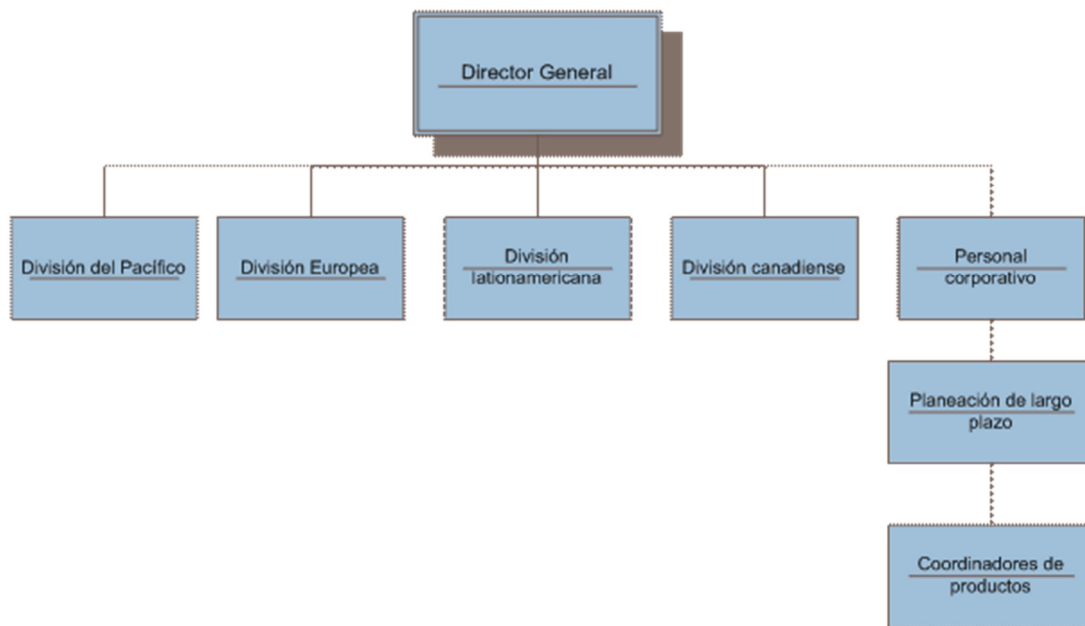 Director General
División del Pacífico
División Europea
División
lationamericana
División canadiense
Personal
corporativo
Planeación de largo
plazo
Coordinadores de
productos